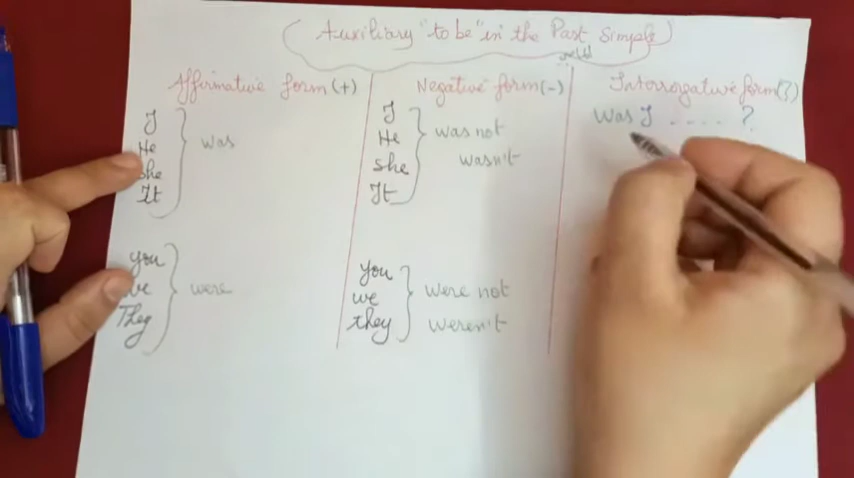 Auxiliary "to be" in the Past Simple
Affirmative form (+)
I
He
She
It
was
you
we
They
were
Negative form (-)
I
He
she
It
was not
wasn't
you
we
they
were not
weren't
Interrogative form (?)
was I .... ?